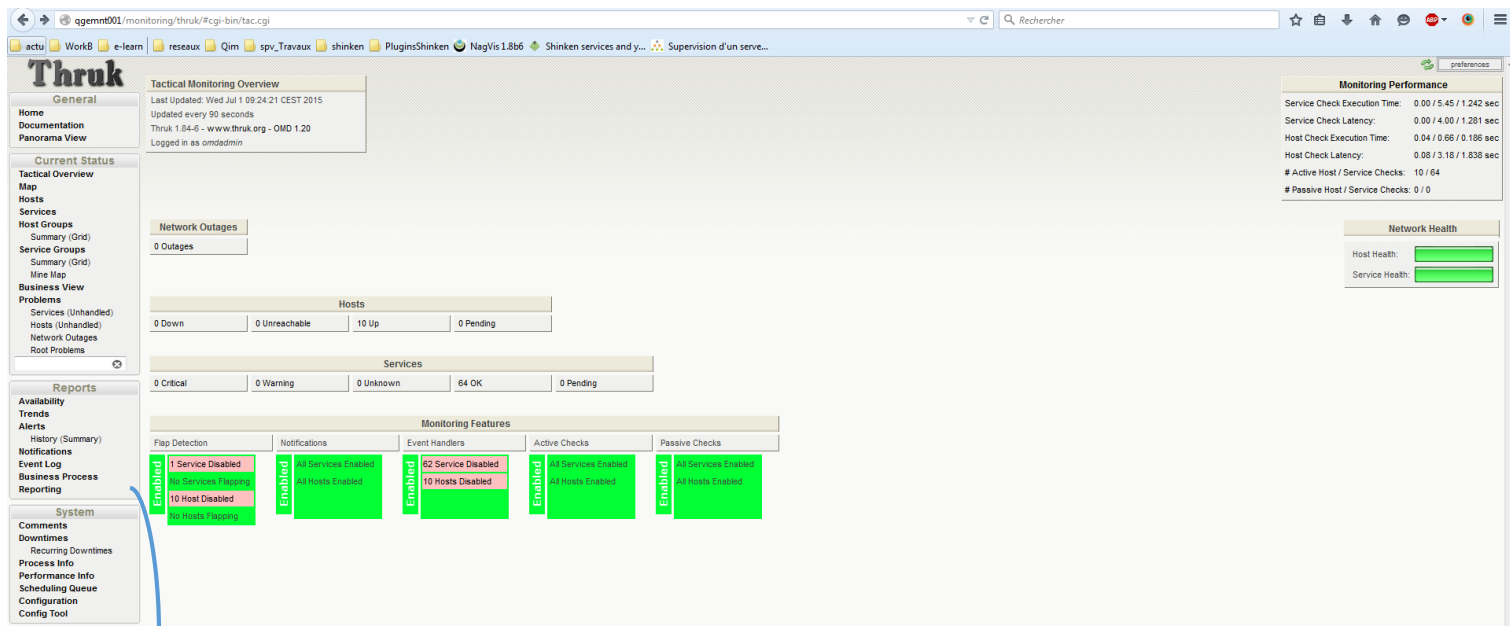 qgemnt001/monitoring/thruk/#cgi-bin/tac.cgi
Rechercher
ABP
actu WorkB e-learn reseaux Qim spv_Travaux shinken PluginsShinken NagVis1.8b6 Shinken services and y... Supervision d'un serve...
Thruk
preferences
General
Home
Documentation
Panorama View
Current Status
Tactical Overview
Map
Hosts
Services
Host Groups
Summary (Grid)
Service Groups
Summary (Grid)
Mine Map
Business View
Problems
Services (Unhandled)
Hosts (Unhandled)
Network Outages
Root Problems
Reports
Availability
Trends
Alerts
History (Summary)
Notifications
Event Log
Business Process
Reporting
System
Comments
Downtimes
Recurring Downtimes
Process Info
Performance Info
Scheduling Queue
Configuration
Config Tool
Tactical Monitoring Overview
Last Updated: Wed Jul 1 09:24:21 CEST 2015
Updated every 90 seconds
Thruk 1.84-6 - www.thruk.org - OMD 1.20
Logged in as omdadmin
Monitoring Performance
Service Check Execution Time: 0.00 / 5.45 / 1.242 sec
Service Check Latency: 0.00 / 4.00 / 1.281 sec
Host Check Execution Time: 0.04 / 0.66 / 0.186 sec
Host Check Latency: 0.08 / 3.18 / 1.838 sec
# Active Host / Service Checks: 10 / 64
# Passive Host / Service Checks: 0 / 0
Network Outages
0 Outages
Network Health
Host Health:
Service Health:
Hosts
0 Down 0 Unreachable 10 Up 0 Pending
Services
0 Critical 0 Warning 0 Unknown 64 OK 0 Pending
Monitoring Features
Flap Detection Notifications Event Handlers Active Checks Passive Checks
Enabled
1 Service Disabled
No Services Flapping
10 Host Disabled
No Hosts Flapping
Enabled
All Services Enabled
All Hosts Enabled
Enabled
62 Service Disabled
10 Hosts Disabled
Enabled
All Services Enabled
All Hosts Enabled
Enabled
All Services Enabled
All Hosts Enabled